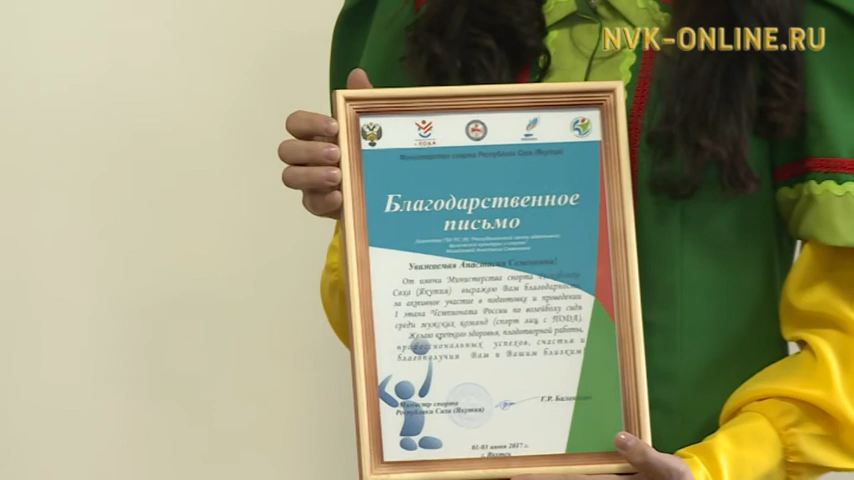 NVK-ONLINE.RU
ПОДА
Министерство спорта Республики Саха (Якутия)
Благодарственное
письмо
Уважаемая Анастасия Семеновна!
От имени Министерства спорта Республики
Саха (Якутия) выражаю Вам благодарность
за активное участие в подготовке и проведении
I этапа Чемпионата России по волейболу сидя
среди мужских команд (спорт лиц с ПОДА).
Желаю крепкого здоровья, плодотворной работы,
профессиональных успехов, счастья и
благополучия Вам и Вашим близким
Министр спорта
Республики Саха (Якутия)
Г.Р.
01-03 июня 2017 г.
г. Якутск